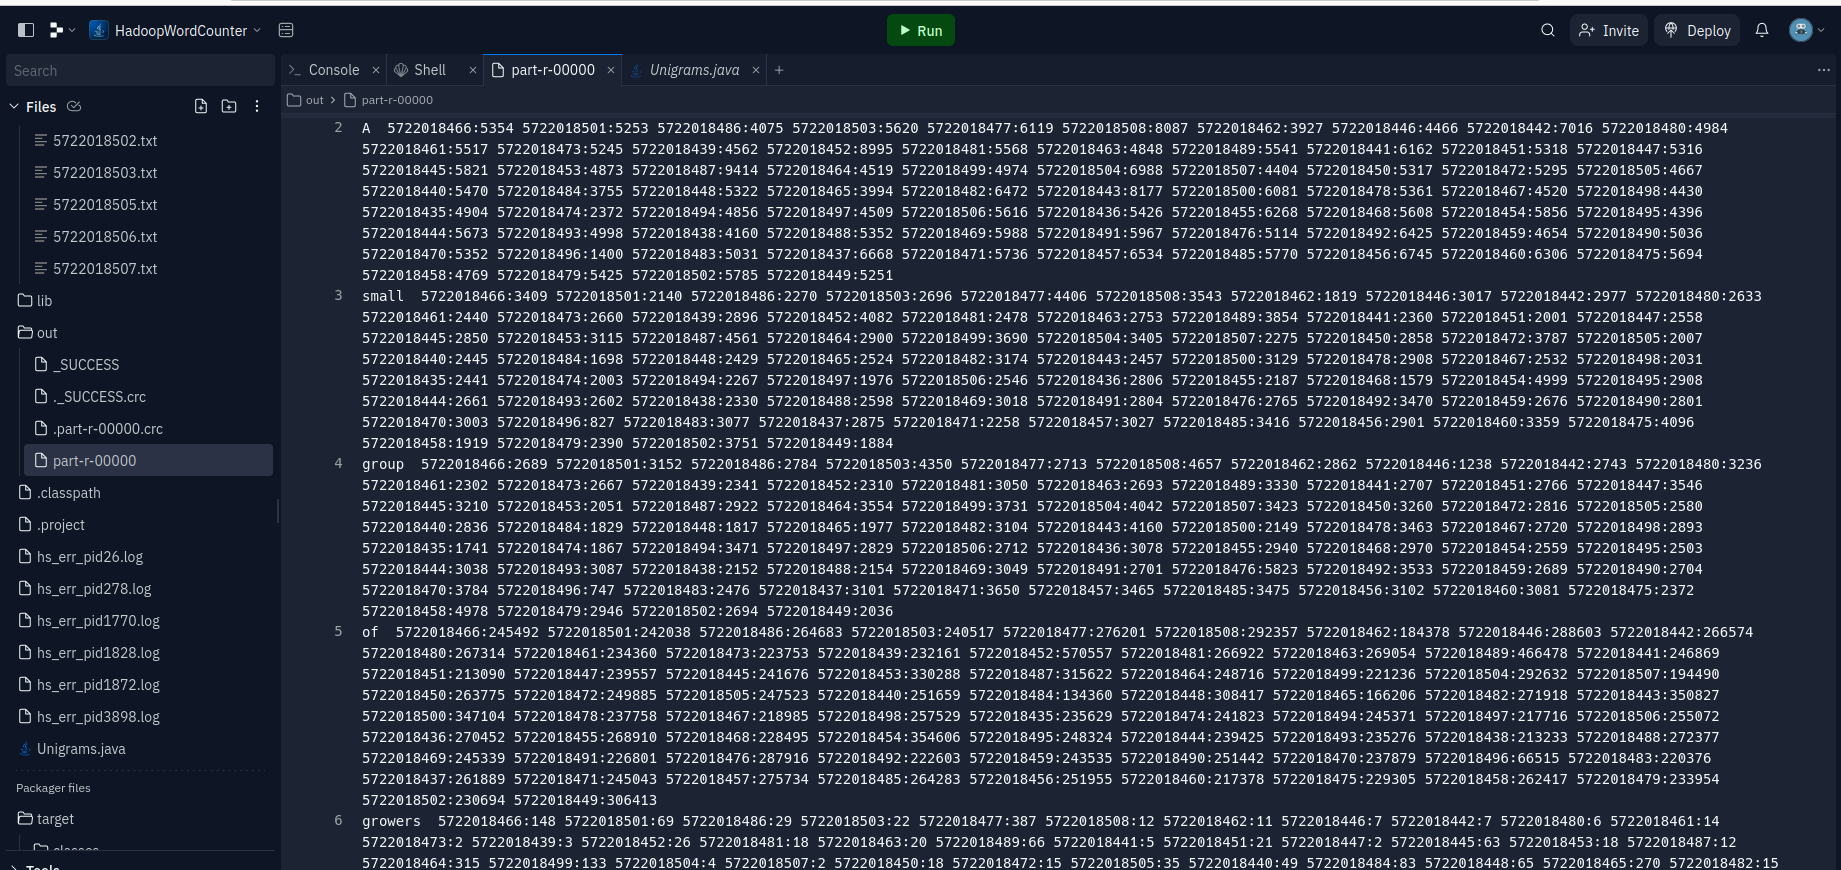 HadoopWordCounter
Run
Invite
Deploy
Search
Console
Shell
part-r-00000
Unigrams.java
Files
out
part-r-00000
5722018502.txt
5722018503.txt
5722018505.txt
5722018506.txt
5722018507.txt
lib
out
_SUCCESS
._SUCCESS.crc
.part-r-00000.crc
part-r-00000
.classpath
.project
hs_err_pid26.log
hs_err_pid278.log
hs_err_pid1770.log
hs_err_pid1828.log
hs_err_pid1872.log
hs_err_pid3898.log
Unigrams.java
Packager files
target
classes
Tools
2 A 5722018466:5354 5722018501:5253 5722018486:4075 5722018503:5620 5722018477:6119 5722018508:8087 5722018462:3927 5722018446:4466 5722018442:7016 5722018480:4984
5722018461:5517 5722018473:5245 5722018439:4562 5722018452:8995 5722018481:5568 5722018463:4848 5722018489:5541 5722018441:6162 5722018451:5318 5722018447:5316
5722018445:5821 5722018453:4873 5722018487:9414 5722018464:4519 5722018499:4974 5722018504:6988 5722018507:4404 5722018450:5317 5722018472:5295 5722018505:4667
5722018440:5470 5722018484:3755 5722018448:5322 5722018465:3994 5722018482:6472 5722018443:8177 5722018500:6081 5722018478:5361 5722018467:4520 5722018498:4430
5722018435:4904 5722018474:2372 5722018494:4856 5722018497:4509 5722018506:5616 5722018436:5426 5722018455:6268 5722018468:5608 5722018454:5856 5722018495:4396
5722018444:5673 5722018493:4998 5722018438:4160 5722018488:5352 5722018469:5988 5722018491:5967 5722018476:5114 5722018492:6425 5722018459:4654 5722018490:5036
5722018470:5352 5722018496:1400 5722018483:5031 5722018437:6668 5722018471:5736 5722018457:6534 5722018485:5770 5722018456:6745 5722018460:6306 5722018475:5694
5722018458:4769 5722018479:5425 5722018502:5785 5722018449:5251
3 small 5722018466:3409 5722018501:2140 5722018486:2270 5722018503:2696 5722018477:4406 5722018508:3543 5722018462:1819 5722018446:3017 5722018442:2977 5722018480:2633
5722018461:2440 5722018473:2660 5722018439:2896 5722018452:4082 5722018481:2478 5722018463:2753 5722018489:3854 5722018441:2360 5722018451:2001 5722018447:2558
5722018445:2850 5722018453:3115 5722018487:4561 5722018464:2900 5722018499:3690 5722018504:3405 5722018507:2275 5722018450:2858 5722018472:3787 5722018505:2007
5722018440:2445 5722018484:1698 5722018448:2429 5722018465:2524 5722018482:3174 5722018443:2457 5722018500:3129 5722018478:2908 5722018467:2532 5722018498:2031
5722018435:2441 5722018474:2003 5722018494:2267 5722018497:1976 5722018506:2546 5722018436:2806 5722018455:2187 5722018468:1579 5722018454:4999 5722018495:2908
5722018444:2661 5722018493:2602 5722018438:2330 5722018488:2598 5722018469:3018 5722018491:2804 5722018476:2765 5722018492:3470 5722018459:2676 5722018490:2801
5722018470:3003 5722018496:827 5722018483:3077 5722018437:2875 5722018471:2258 5722018457:3027 5722018485:3416 5722018456:2901 5722018460:3359 5722018475:4096
5722018458:1919 5722018479:2390 5722018502:3751 5722018449:1884
4 group 5722018466:2689 5722018501:3152 5722018486:2784 5722018503:4350 5722018477:2713 5722018508:4657 5722018462:2862 5722018446:1238 5722018442:2743 5722018480:3236
5722018461:2302 5722018473:2667 5722018439:2341 5722018452:2310 5722018481:3050 5722018463:2693 5722018489:3330 5722018441:2707 5722018451:2766 5722018447:3546
5722018445:3210 5722018453:2051 5722018487:2922 5722018464:3554 5722018499:3731 5722018504:4042 5722018507:3423 5722018450:3260 5722018472:2816 5722018505:2580
5722018440:2836 5722018484:1829 5722018448:1817 5722018465:1977 5722018482:3104 5722018443:4160 5722018500:2149 5722018478:3463 5722018467:2720 5722018498:2893
5722018435:1741 5722018474:1867 5722018494:3471 5722018497:2829 5722018506:2712 5722018436:3078 5722018455:2940 5722018468:2970 5722018454:2559 5722018495:2503
5722018444:3038 5722018493:3087 5722018438:2152 5722018488:2154 5722018469:3049 5722018491:2701 5722018476:5823 5722018492:3533 5722018459:2689 5722018490:2704
5722018470:3784 5722018496:747 5722018483:2476 5722018437:3101 5722018471:3650 5722018457:3465 5722018485:3475 5722018456:3102 5722018460:3081 5722018475:2372
5722018458:4978 5722018479:2946 5722018502:2694 5722018449:2036
5 of 5722018466:245492 5722018501:242038 5722018486:264683 5722018503:240517 5722018477:276201 5722018508:292357 5722018462:184378 5722018446:288603 5722018442:266574
5722018480:267314 5722018461:234360 5722018473:223753 5722018439:232161 5722018452:570557 5722018481:266922 5722018463:269054 5722018489:466478 5722018441:246869
5722018451:213090 5722018447:239557 5722018445:241676 5722018453:330288 5722018487:315622 5722018464:248716 5722018499:221236 5722018504:292632 5722018507:194490
5722018450:263775 5722018472:249885 5722018505:247523 5722018440:251659 5722018484:134360 5722018448:308417 5722018465:166206 5722018482:271918 5722018443:350827
5722018500:347104 5722018478:237758 5722018467:218985 5722018498:257529 5722018435:235629 5722018474:241823 5722018494:245371 5722018497:217716 5722018506:255072
5722018436:270452 5722018455:268910 5722018468:228495 5722018454:354606 5722018495:248324 5722018444:239425 5722018493:235276 5722018438:213233 5722018488:272377
5722018469:245339 5722018491:226801 5722018476:287916 5722018492:222603 5722018459:243535 5722018490:251442 5722018470:237879 5722018496:66515 5722018483:220376
5722018437:261889 5722018471:245043 5722018457:275734 5722018485:264283 5722018456:251955 5722018460:217378 5722018475:229305 5722018458:262417 5722018479:233954
5722018502:230694 5722018449:306413
6 growers 5722018466:148 5722018501:69 5722018486:29 5722018503:22 5722018477:387 5722018508:12 5722018462:11 5722018446:7 5722018442:7 5722018480:6 5722018461:14
5722018473:2 5722018439:3 5722018452:26 5722018481:18 5722018463:20 5722018489:66 5722018441:5 5722018451:21 5722018447:2 5722018445:63 5722018453:18 5722018487:12
5722018464:315 5722018499:133 5722018504:4 5722018507:2 5722018450:18 5722018472:15 5722018505:35 5722018440:49 5722018484:83 5722018448:65 5722018465:270 5722018482:15